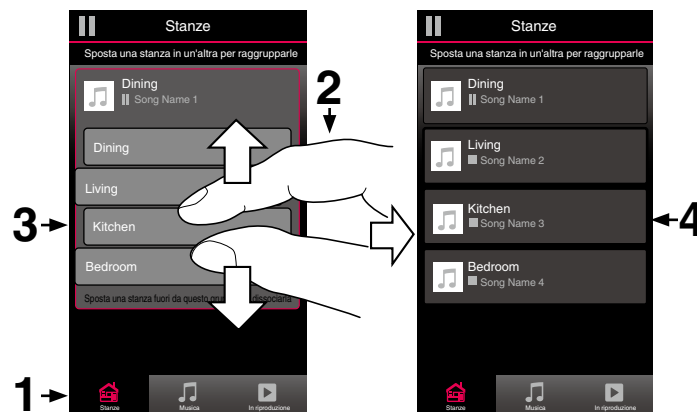 Stanze
Sposta una stanza in un'altra per raggrupparle
Dining
Song Name 1
Dining
Living
Kitchen
Bedroom
Sposta una stanza fuori da questo dissociarla
Stanze
Musica
In riproduzione
1
2
3
Stanze
Sposta una stanza in un'altra per raggrupparle
Dining
Song Name 1
Living
Song Name 2
Kitchen
Song Name 3
Bedroom
Song Name 4
Stanze
Musica
In riproduzione
4